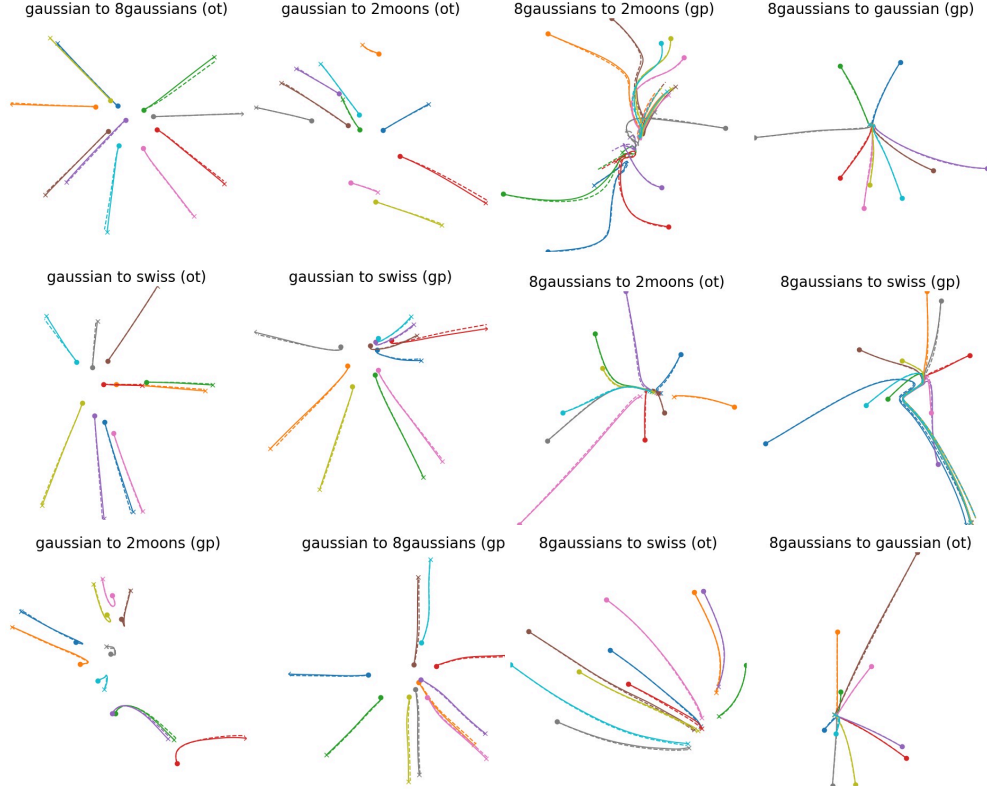 gaussian to 8gaussians (ot)
gaussian to 2moons (ot)
8gaussians to 2moons (gp)
8gaussians to gaussian (gp)
gaussian to swiss (ot)
gaussian to swiss (gp)
8gaussians to 2moons (ot)
8gaussians to swiss (gp)
gaussian to 2moons (gp)
gaussian to 8gaussians (gp
8gaussians to swiss (ot)
8gaussians to gaussian (ot)